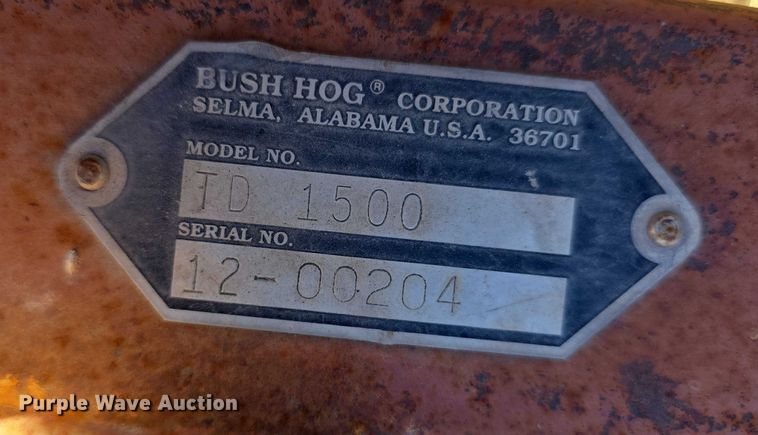 BUSH HOG® CORPORATION
SELMA, ALABAMA U.S.A. 36701
MODEL NO.
TD 1500
SERIAL NO.
12-00204
Purple Wave Auction